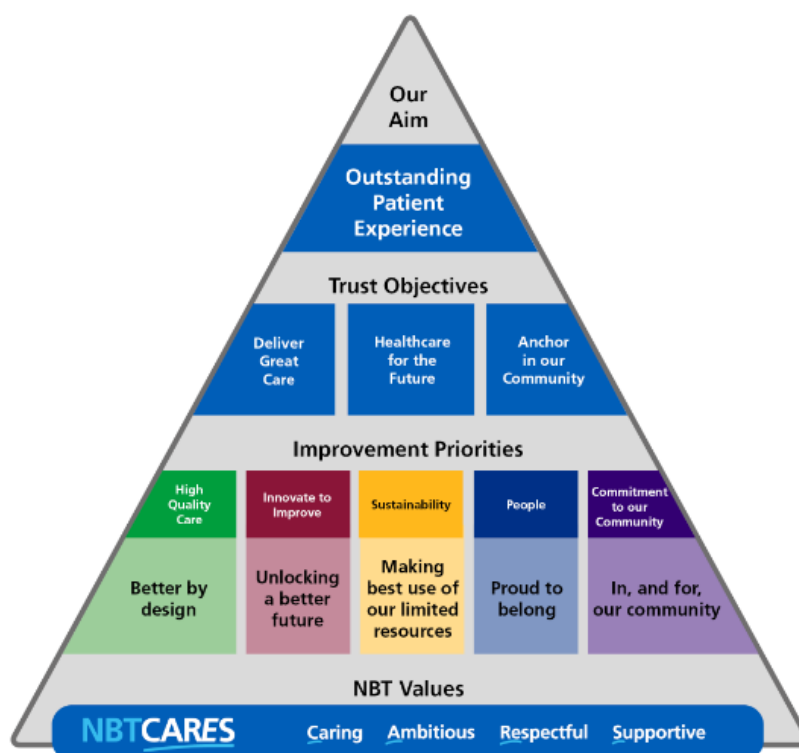 Our
Aim
Outstanding
Patient
Experience
Trust Objectives
Deliver
Great
Care
Healthcare
for the
Future
Anchor
in our
Community
Improvement Priorities
High
Quality
Care
Innovate to
Improve
Sustainability
People
Commitment
to our
Community
Better by
design
Unlocking
a better
future
Making
best use of
our limited
resources
Proud to
belong
In, and for,
our community
NBT Values
NBTCARES Caring Ambitious Respectful Supportive